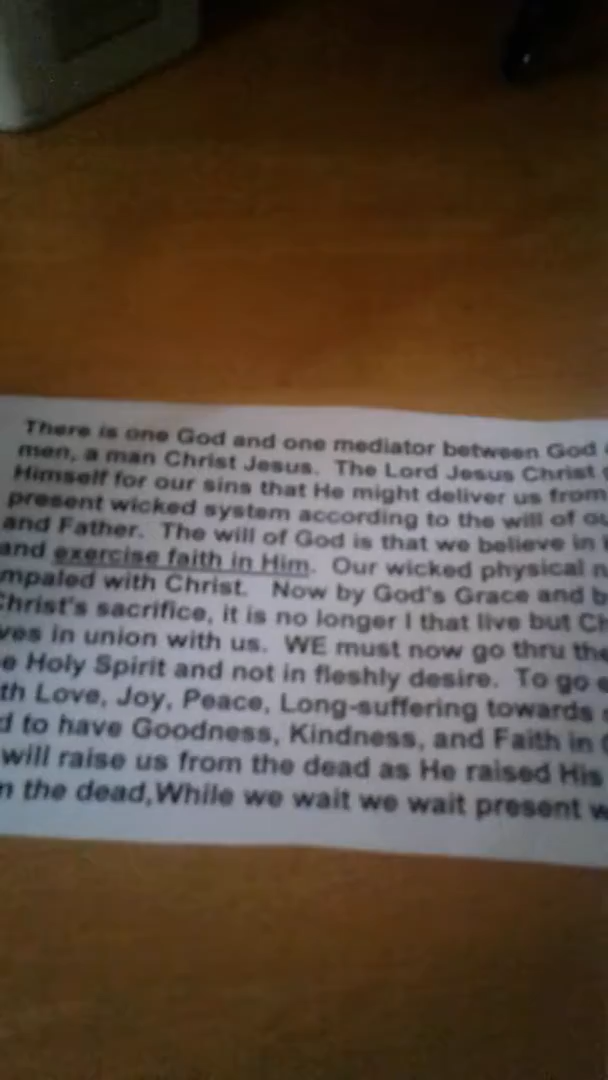 There is one God and one mediator between God
men, a man Christ Jesus. The Lord Jesus Christ
Himself for our sins that He might deliver us from
present wicked system according to the will of
and Father. The will of God is that we believe in
and exercise faith in Him. Our wicked physical
mpaled with Christ. Now by God's Grace and
Christ's sacrifice, it is no longer I that live but
ves in union with us. WE must now go thru the
e Holy Spirit and not in fleshly desire. To go
th Love, Joy, Peace, Long-suffering towards
d to have Goodness, Kindness, and Faith in
will raise us from the dead as He raised His
n the dead,While we wait we wait present